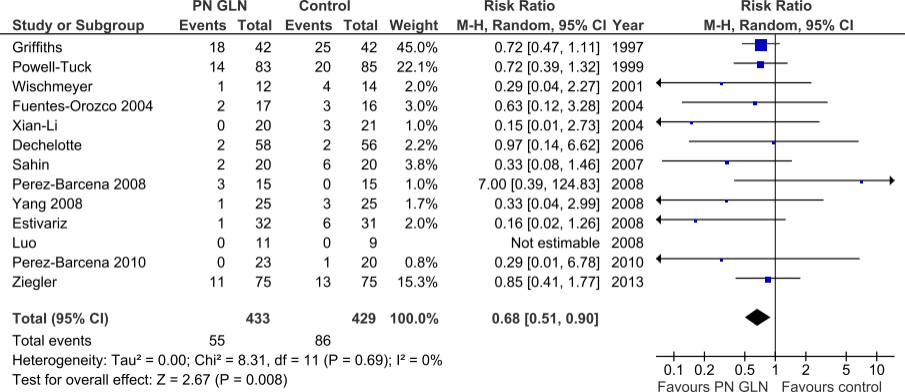 PN GLN Control Risk Ratio Risk Ratio
Study or Subgroup Events Total Events Total Weight M-H, Random, 95% CI Year M-H, Random, 95% CI
Griffiths 18 42 25 42 45.0% 0.72 [0.47, 1.11] 1997
Powell-Tuck 14 83 20 85 22.1% 0.72 [0.39, 1.32] 1999
Wischmeyer 1 12 4 14 2.0% 0.29 [0.04, 2.27] 2001
Fuentes-Orozco 2004 2 17 3 16 3.0% 0.63 [0.12, 3.28] 2004
Xian-Li 0 20 3 21 1.0% 0.15 [0.01, 2.73] 2004
Dechelotte 2 58 2 56 2.2% 0.97 [0.14, 6.62] 2006
Sahin 2 20 6 20 3.8% 0.33 [0.08, 1.46] 2007
Perez-Barcena 2008 3 15 0 15 1.0% 7.00 [0.39, 124.83] 2008
Yang 2008 1 25 3 25 1.7% 0.33 [0.04, 2.99] 2008
Estivariz 1 32 6 31 2.0% 0.16 [0.02, 1.26] 2008
Luo 0 11 0 9 Not estimable 2008
Perez-Barcena 2010 0 23 1 20 0.8% 0.29 [0.01, 6.78] 2010
Ziegler 11 75 13 75 15.3% 0.85 [0.41, 1.77] 2013
Total (95% CI) 433 429 100.0% 0.68 [0.51, 0.90]
Total events 55 86
Heterogeneity: Tau² = 0.00; Chi² = 8.31, df = 11 (P = 0.69); I² = 0%
Test for overall effect: Z = 2.67 (P = 0.008)
0.1 0.2 0.5 1 2 5 10
Favours PN GLN Favours control